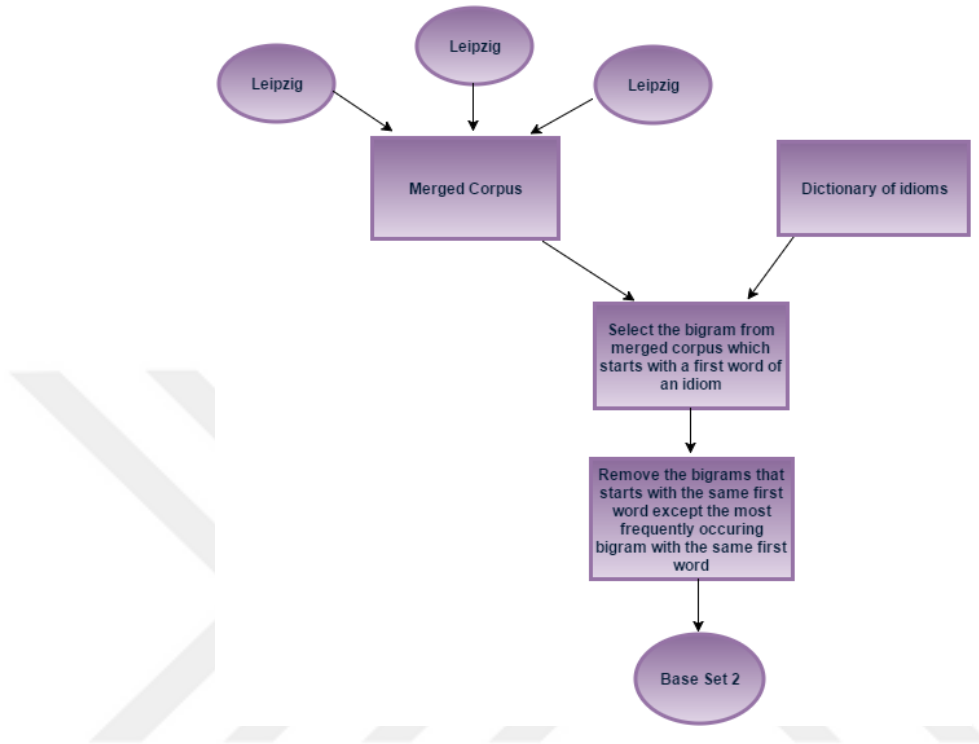 Leipzig
Leipzig
Leipzig
Merged Corpus
Dictionary of idioms
Select the bigram from
merged corpus which
starts with a first word of
an idiom
Remove the bigrams that
starts with the same first
word except the most
frequently occuring
bigram with the same first
word
Base Set 2